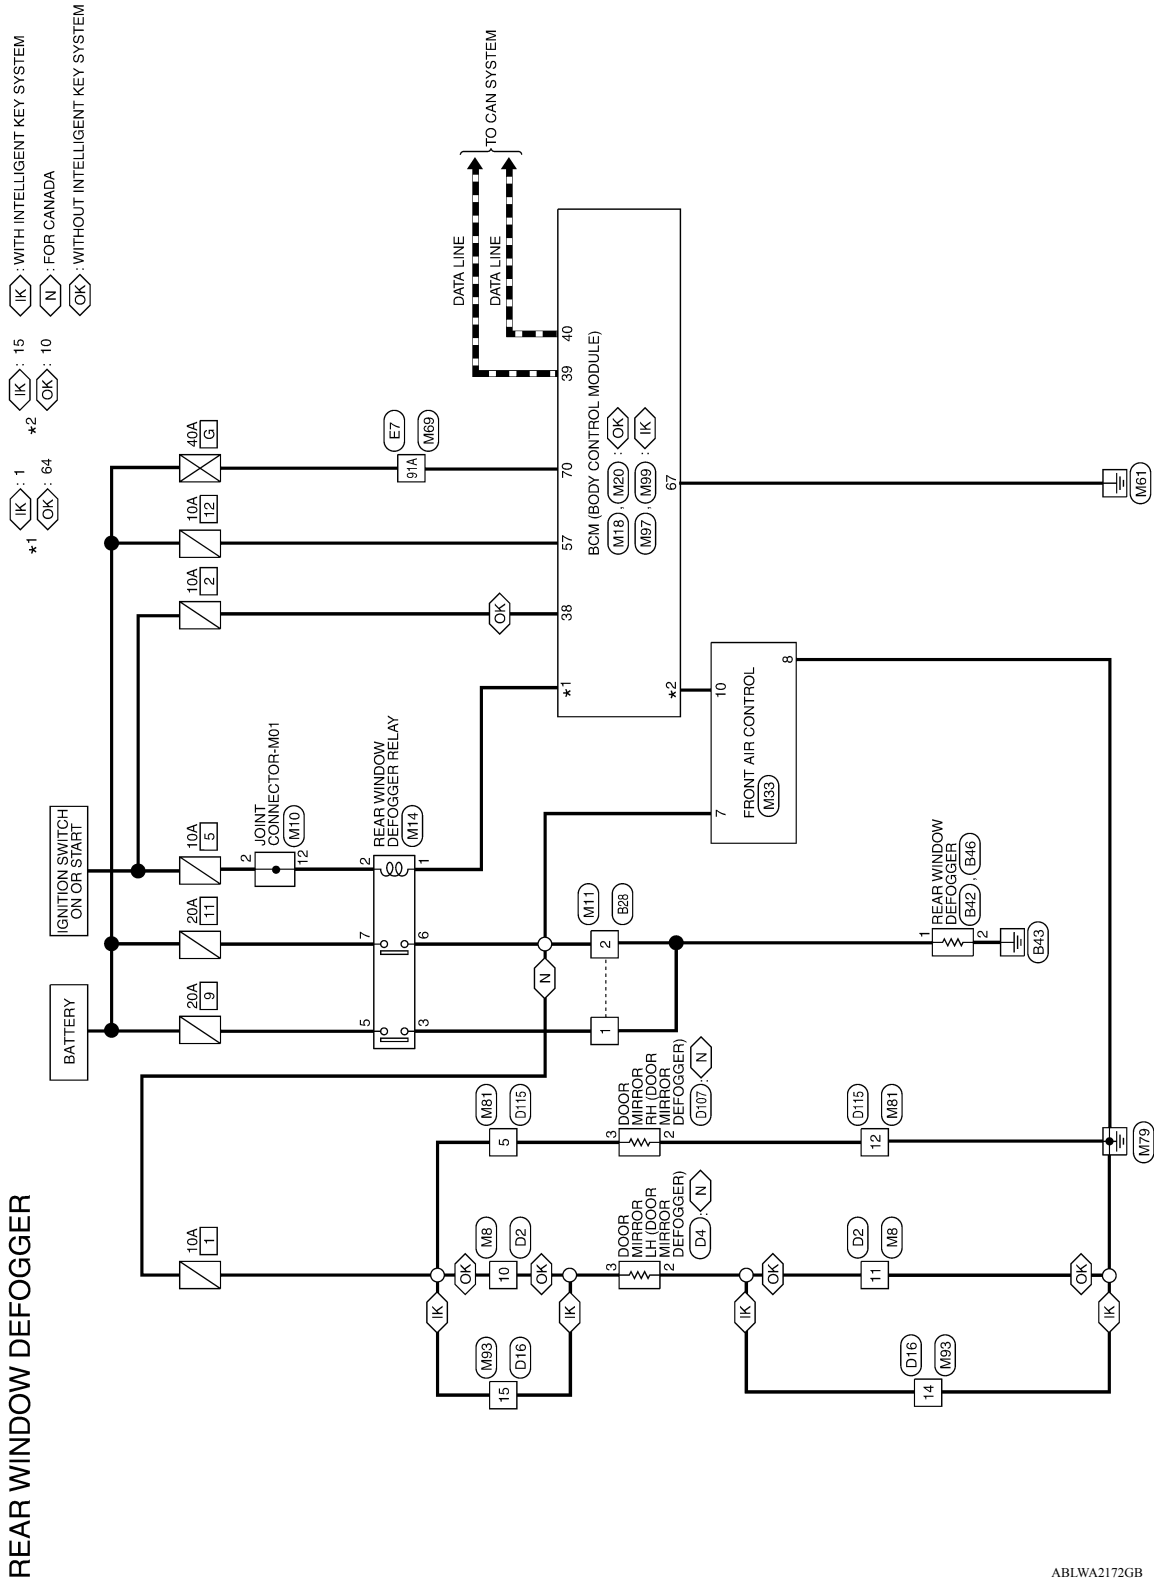 REAR WINDOW DEFOGGER
BATTERY
IGNITION SWITCH
ON OR START
*1
IK : 1
OK : 64
*2
IK : 15
OK : 10
IK : WITH INTELLIGENT KEY SYSTEM
N : FOR CANADA
OK : WITHOUT INTELLIGENT KEY SYSTEM
10A
1
20A
9
20A
11
10A
5
10A
2
10A
12
40A
G
2
12
JOINT
CONNECTOR-M01
M10
5
7
2
3
6
1
REAR WINDOW
DEFOGGER RELAY
M14
91A
E7
M69
DATA LINE
DATA LINE
TO CAN SYSTEM
OK
*1
38
57
70
39
40
BCM (BODY CONTROL MODULE)
M18 , M20 : OK
M97 , M99 : IK
*2
67
IK
OK
15
M93
D16
10
M8
D2
OK
IK
5
M81
D115
N
1
2
M11
B28
7
10
FRONT AIR CONTROL
M33
8
3
2
DOOR
MIRROR
LH (DOOR
MIRROR
DEFOGGER)
D4 : N
3
2
DOOR
MIRROR
RH (DOOR
MIRROR
DEFOGGER)
D107 : N
IK
OK
14
D16
M93
11
D2
M8
12
D115
M81
1
2
REAR WINDOW
DEFOGGER
B42 , B46
B43
IK
OK
M79
M61
ABLWA2172GB